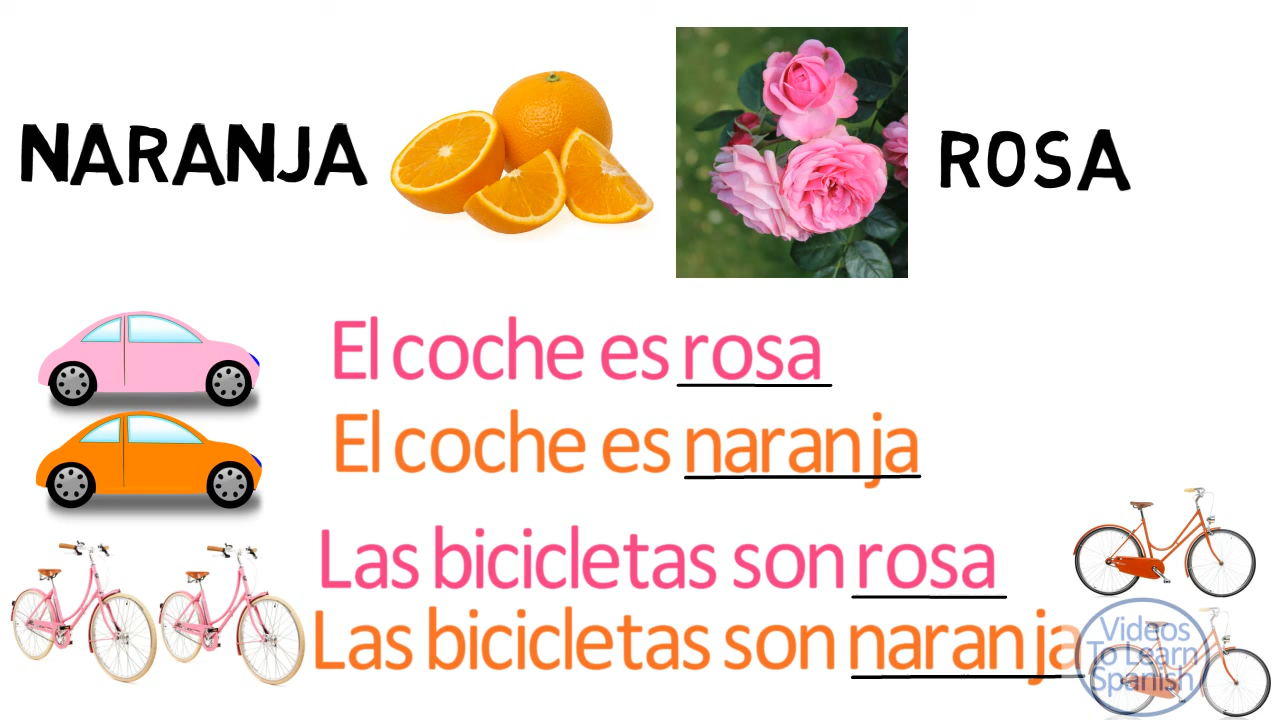 NARANJA
ROSA
El coche es rosa
El coche es naranja
Las bicicletas son rosa
Las bicicletas son naranja
Videos
To Learn
Spanish